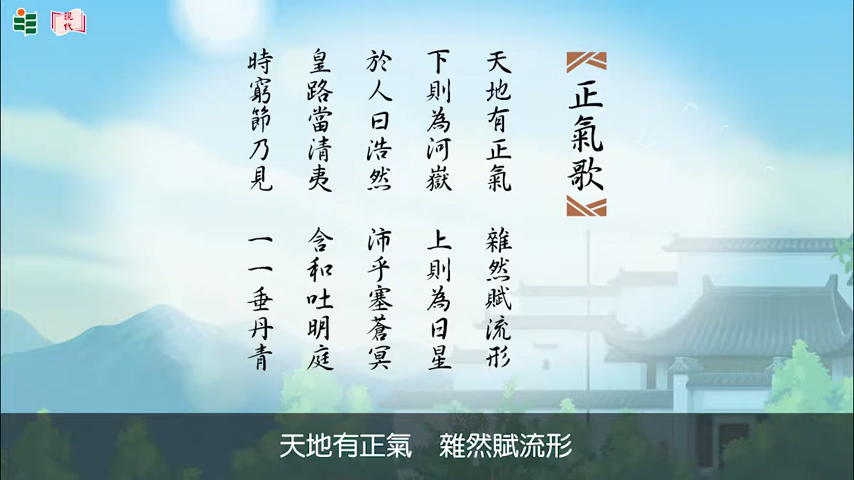 現代
正氣歌
天地有正氣 雜然賦流形
下則為河嶽 上則為日星
於人曰浩然 沛乎塞蒼冥
皇路當清夷 含和吐明庭
時窮節乃見 一一垂丹青
天地有正氣 雜然賦流形